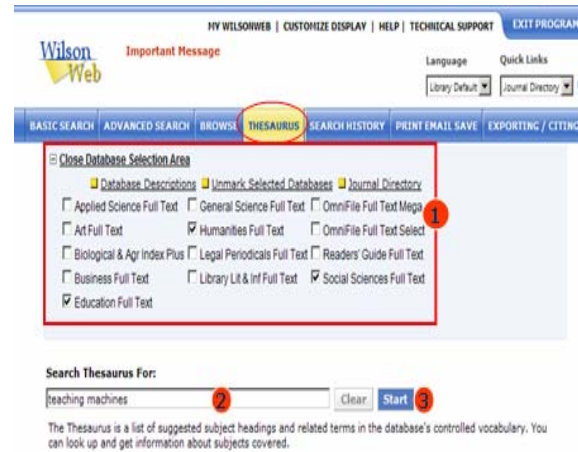 MY WILSONWEB | CUSTOMIZE DISPLAY | HELP | TECHNICAL SUPPORT EXIT PROGRAM
Wilson Web
Important Message
Language Quick Links
Library Default Journal Directory
BASIC SEARCH ADVANCED SEARCH BROWSE THESAURUS SEARCH HISTORY PRINT EMAIL SAVE EXPORTING / CITING
Close Database Selection Area
Database Descriptions Unmark Selected Databases Journal Directory
Applied Science Full Text General Science Full Text OmniFile Full Text Mega
1
Art Full Text Humanities Full Text OmniFile Full Text Select
Biological & Agr Index Plus Legal Periodicals Full Text Readers' Guide Full Text
Business Full Text Library Lit & Inf Full Text Social Sciences Full Text
Education Full Text
Search Thesaurus For:
teaching machines 2 Clear Start 3
The Thesaurus is a list of suggested subject headings and related terms in the database's controlled vocabulary. You
can look up and get information about subjects covered.